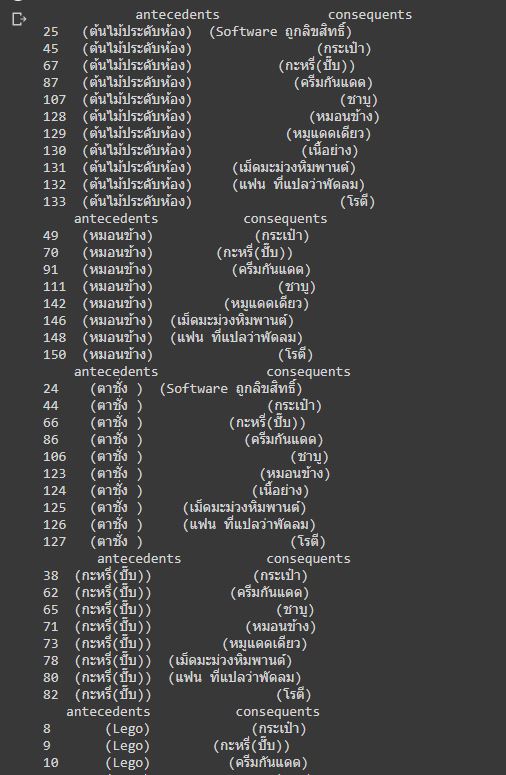 antecedents consequents
25 (ต้นไม้ประดับห้อง) (Software ถูกลิขสิทธิ์)
45 (ต้นไม้ประดับห้อง) (กระเป๋า)
67 (ต้นไม้ประดับห้อง) (กะหรี่(ปั๊บ))
87 (ต้นไม้ประดับห้อง) (ครีมกันแดด)
107 (ต้นไม้ประดับห้อง) (ชาบู)
128 (ต้นไม้ประดับห้อง) (หมอนข้าง)
129 (ต้นไม้ประดับห้อง) (หมูแดดเดียว)
130 (ต้นไม้ประดับห้อง) (เนื้อย่าง)
131 (ต้นไม้ประดับห้อง) (เม็ดมะม่วงหิมพานต์)
132 (ต้นไม้ประดับห้อง) (แฟน ที่แปลว่าพัดลม)
133 (ต้นไม้ประดับห้อง) (โรตี)
antecedents consequents
49 (หมอนข้าง) (กระเป๋า)
70 (หมอนข้าง) (กะหรี่(ปั๊บ))
91 (หมอนข้าง) (ครีมกันแดด)
111 (หมอนข้าง) (ชาบู)
142 (หมอนข้าง) (หมูแดดเดียว)
146 (หมอนข้าง) (เม็ดมะม่วงหิมพานต์)
148 (หมอนข้าง) (แฟน ที่แปลว่าพัดลม)
150 (หมอนข้าง) (โรตี)
antecedents consequents
24 (ตาชั่ง ) (Software ถูกลิขสิทธิ์)
44 (ตาชั่ง ) (กระเป๋า)
66 (ตาชั่ง ) (กะหรี่(ปั๊บ))
86 (ตาชั่ง ) (ครีมกันแดด)
106 (ตาชั่ง ) (ชาบู)
123 (ตาชั่ง ) (หมอนข้าง)
124 (ตาชั่ง ) (เนื้อย่าง)
125 (ตาชั่ง ) (เม็ดมะม่วงหิมพานต์)
126 (ตาชั่ง ) (แฟน ที่แปลว่าพัดลม)
127 (ตาชั่ง ) (โรตี)
antecedents consequents
38 (กะหรี่(ปั๊บ)) (กระเป๋า)
62 (กะหรี่(ปั๊บ)) (ครีมกันแดด)
65 (กะหรี่(ปั๊บ)) (ชาบู)
71 (กะหรี่(ปั๊บ)) (หมอนข้าง)
73 (กะหรี่(ปั๊บ)) (หมูแดดเดียว)
78 (กะหรี่(ปั๊บ)) (เม็ดมะม่วงหิมพานต์)
80 (กะหรี่(ปั๊บ)) (แฟน ที่แปลว่าพัดลม)
82 (กะหรี่(ปั๊บ)) (โรตี)
antecedents consequents
8 (Lego) (กระเป๋า)
9 (Lego) (กะหรี่(ปั๊บ))
10 (Lego) (ครีมกันแดด)